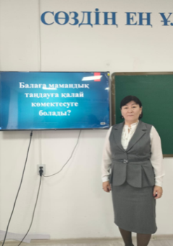 СӨЗДІҢ ЕҢ Ұ
Балаға мамандық
таңдауға қалай
көмектесуге
болады?